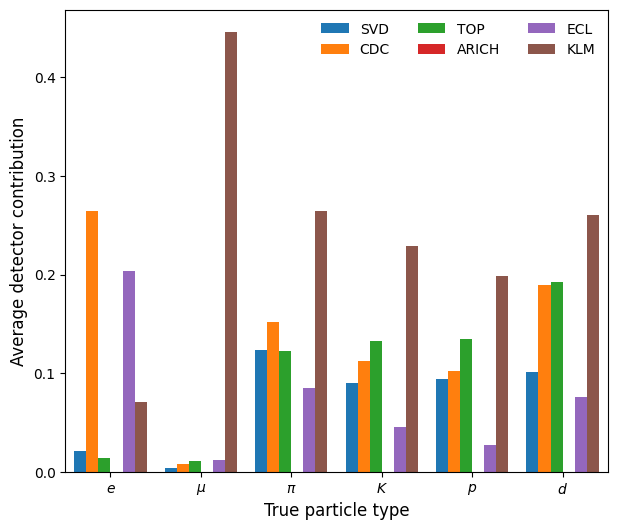 SVD TOP ECL
CDC ARICH KLM
Average detector contribution
0.4
0.3
0.2
0.1
0.0
e μ π K p d
True particle type